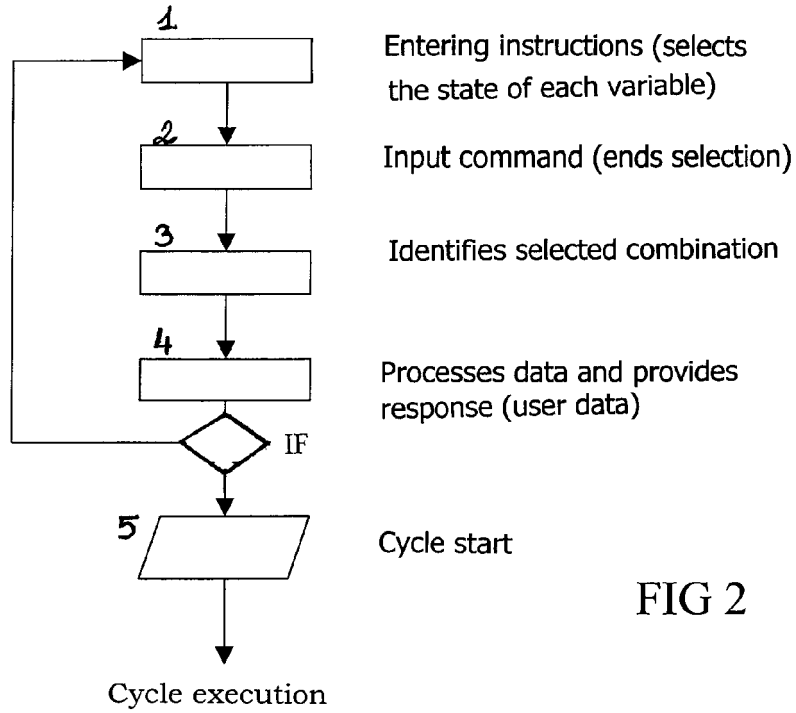 1
Entering instructions (selects
the state of each variable)
2
Input command (ends selection)
3
Identifies selected combination
4
Processes data and provides
response (user data)
IF
5
Cycle start
FIG 2
Cycle execution